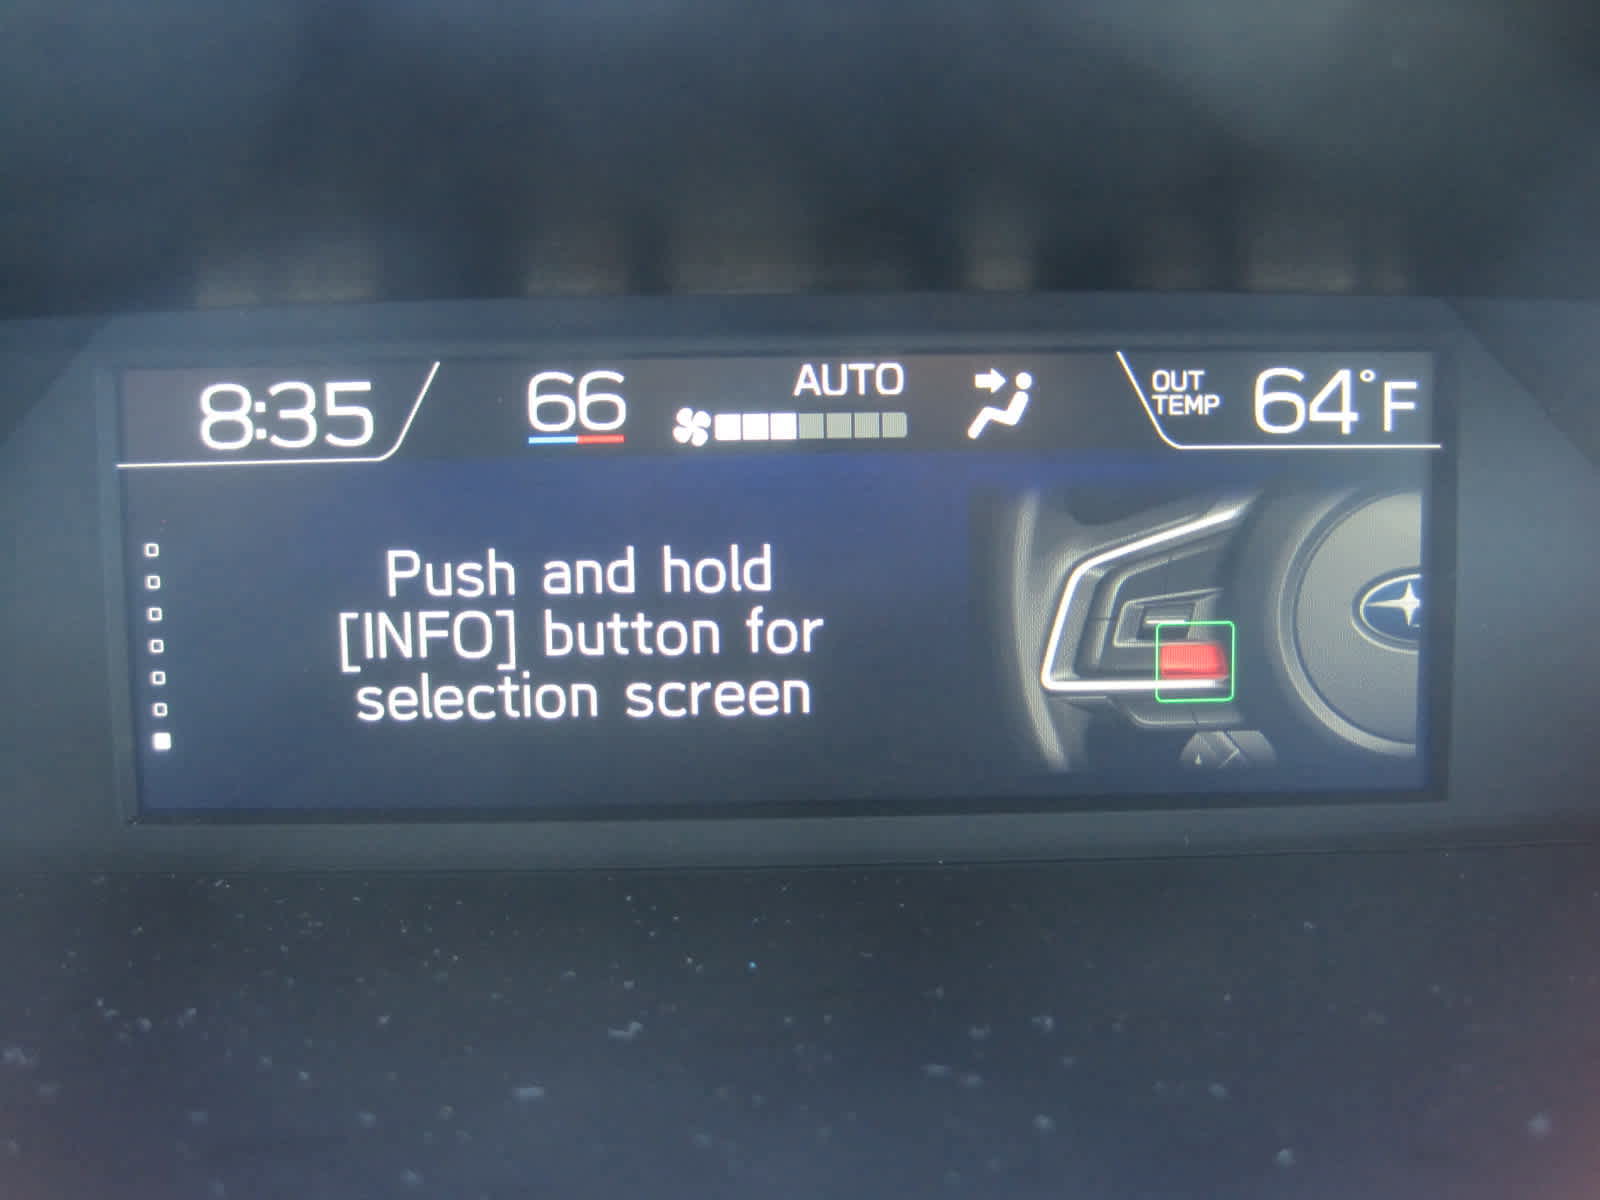 8:35
66
AUTO
OUT
TEMP
64°F
Push and hold
[INFO] button for
selection screen